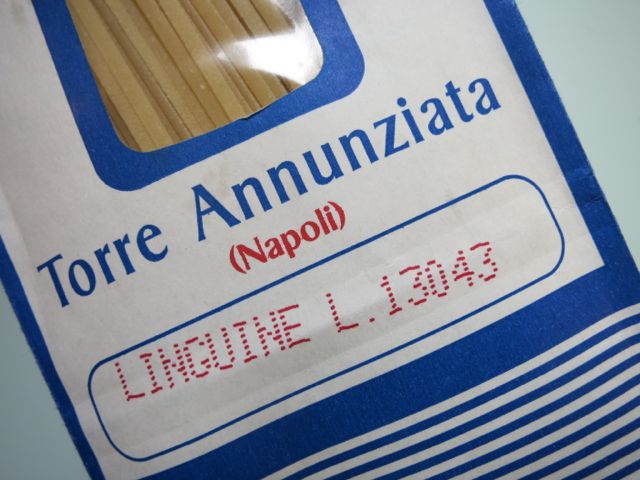 Torre Annunziata
(Napoli)
LINGUINE L.13043